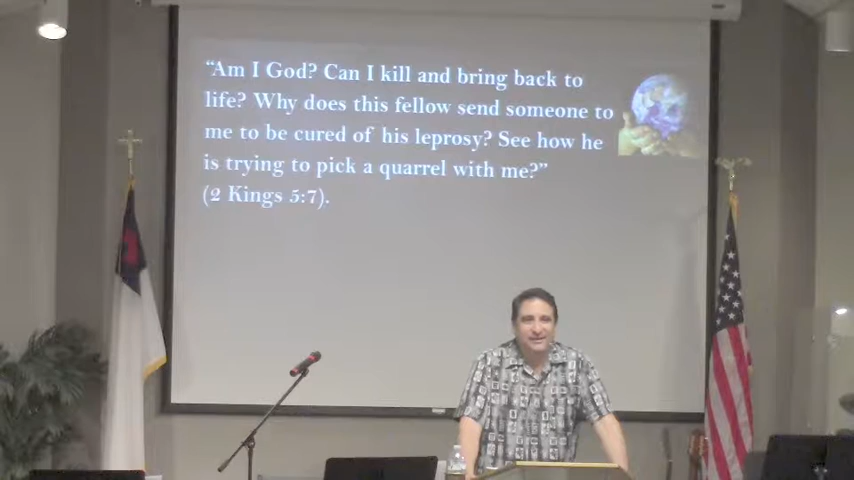 “Am I God? Can I kill and bring back to
life? Why does this fellow send someone to
me to be cured of his leprosy? See how he
is trying to pick a quarrel with me?”
(2 Kings 5:7).